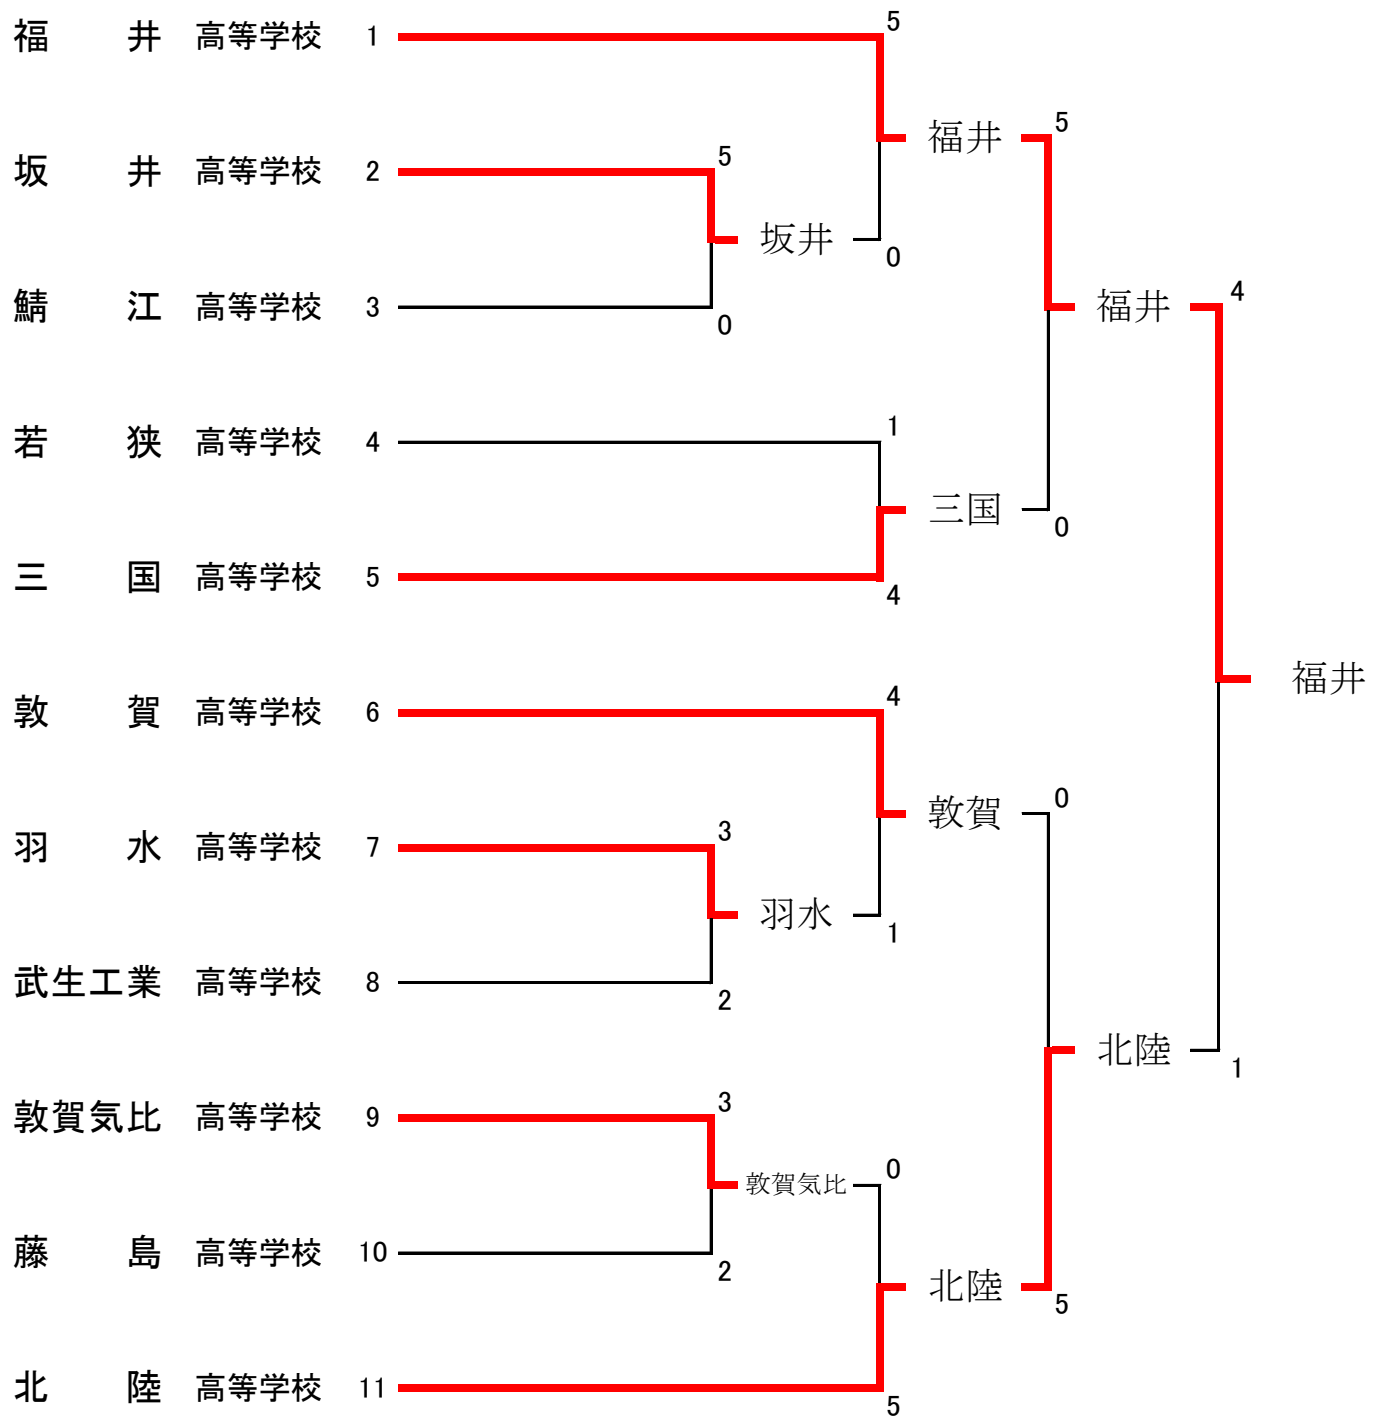 福井 高等学校 1
5
福井
5
坂井 高等学校 2
5
坂井
0
鯖江 高等学校 3
0
福井
4
若狭 高等学校 4
1
三国
0
三国 高等学校 5
4
福井
敦賀 高等学校 6
4
敦賀
0
羽水 高等学校 7
3
羽水
1
武生工業 高等学校 8
2
北陸
1
敦賀気比 高等学校 9
3
敦賀気比
0
藤島 高等学校 10
2
北陸
5
北陸 高等学校 11
5